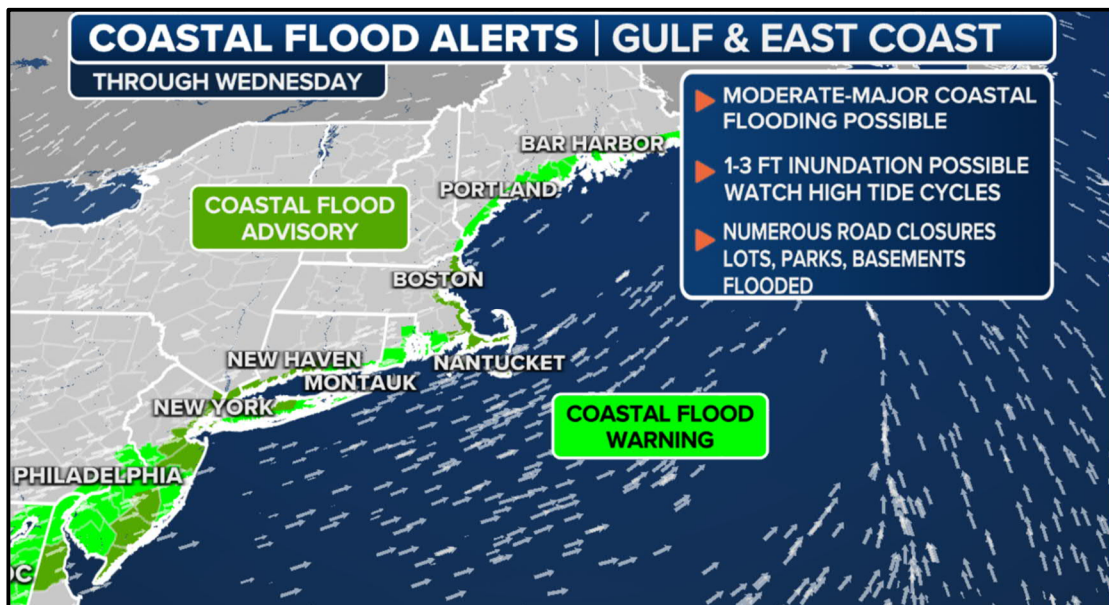 COASTAL FLOOD ALERTS | GULF & EAST COAST
THROUGH WEDNESDAY
MODERATE-MAJOR COASTAL
FLOODING POSSIBLE
1-3 FT INUNDATION POSSIBLE
WATCH HIGH TIDE CYCLES
NUMEROUS ROAD CLOSURES
LOTS, PARKS, BASEMENTS
FLOODED
BAR HARBOR
PORTLAND
COASTAL FLOOD
ADVISORY
BOSTON
NEW HAVEN
NANTUCKET
MONTAUK
NEW YORK
COASTAL FLOOD
WARNING
PHILADELPHIA